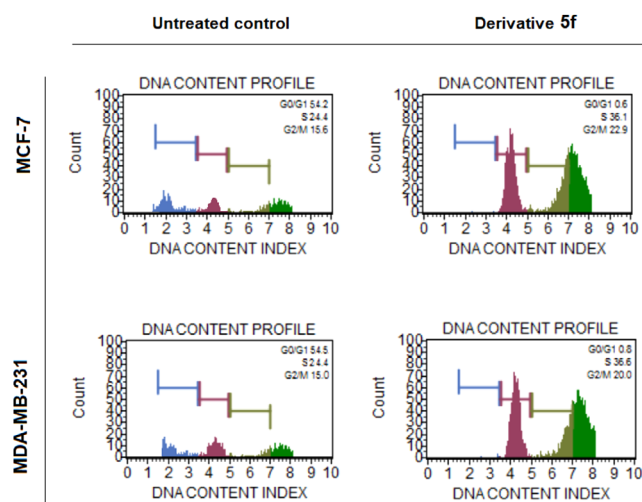 Untreated control
Derivative 5f
MCF-7
DNA CONTENT PROFILE
G0/G1 54.2
S 24.4
G2/M 15.6
Count
100
90
80
70
60
50
40
30
20
10
0
0 1 2 3 4 5 6 7 8 9 10
DNA CONTENT INDEX
DNA CONTENT PROFILE
G0/G1 0.6
S 36.1
G2/M 22.9
Count
100
90
80
70
60
50
40
30
20
10
0
0 1 2 3 4 5 6 7 8 9 10
DNA CONTENT INDEX
MDA-MB-231
DNA CONTENT PROFILE
G0/G1 54.5
S 24.4
G2/M 15.0
Count
100
90
80
70
60
50
40
30
20
10
0
0 1 2 3 4 5 6 7 8 9 10
DNA CONTENT INDEX
DNA CONTENT PROFILE
G0/G1 0.8
S 36.6
G2/M 20.0
Count
100
90
80
70
60
50
40
30
20
10
0
0 1 2 3 4 5 6 7 8 9 10
DNA CONTENT INDEX